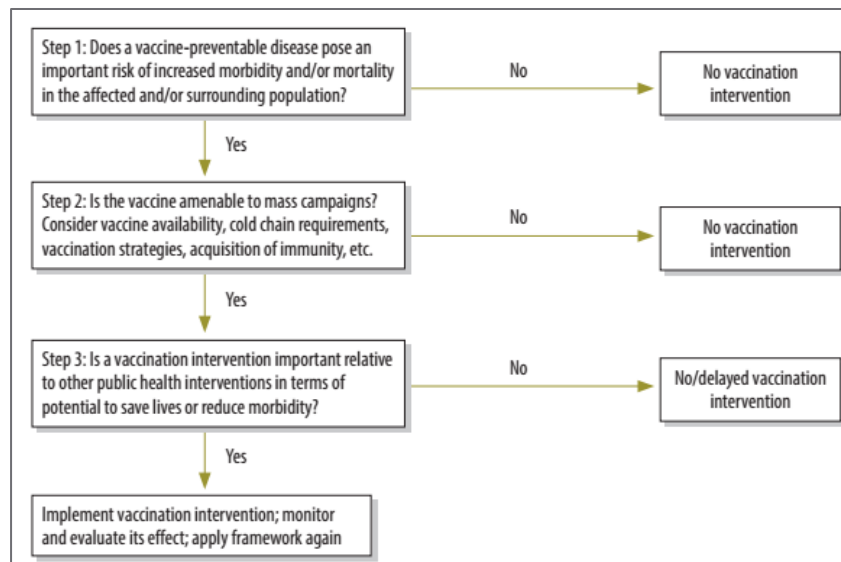 Step 1: Does a vaccine-preventable disease pose an
important risk of increased morbidity and/or mortality
in the affected and/or surrounding population?
No
No vaccination
intervention
Yes
Step 2: Is the vaccine amenable to mass campaigns?
Consider vaccine availability, cold chain requirements,
vaccination strategies, acquisition of immunity, etc.
No
No vaccination
intervention
Yes
Step 3: Is a vaccination intervention important relative
to other public health interventions in terms of
potential to save lives or reduce morbidity?
No
No/delayed vaccination
intervention
Yes
Implement vaccination intervention; monitor
and evaluate its effect; apply framework again